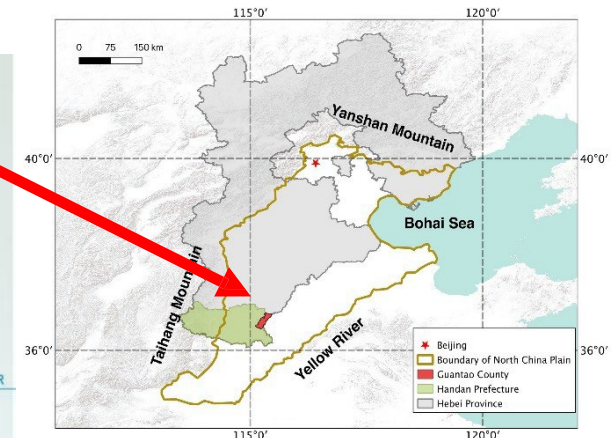 115°0′ 120°0′
0 75 150 km
Yanshan Mountain
40°0′ 40°0′
Bohai Sea
Taihang Mountain
Yellow River
36°0′ 36°0′
Beijing
Boundary of North China Plain
Guantao County
Handan Prefecture
Hebei Province
R
115°0′ 120°0′